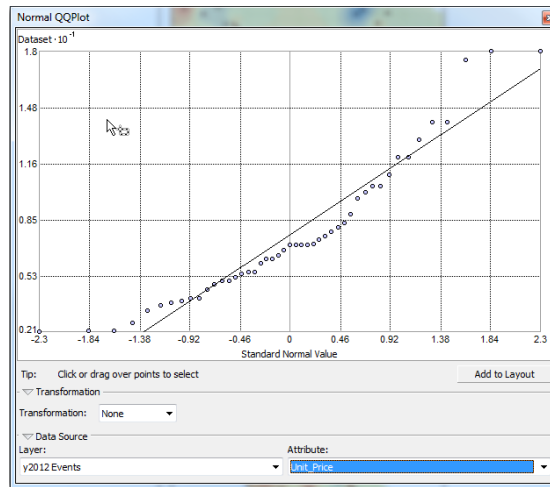 Normal QQPlot
Dataset · 10⁻¹
1.8
1.48
1.16
0.85
0.53
0.21
-2.3 -1.84 -1.38 -0.92 -0.46 0 0.46 0.92 1.38 1.84 2.3
Standard Normal Value
Tip: Click or drag over points to select Add to Layout
Transformation
Transformation: None
Data Source
Layer: Attribute:
y2012 Events Unit_Price